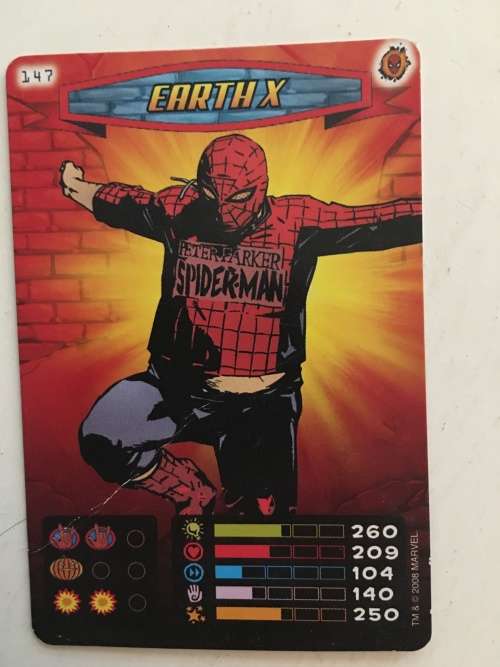 147
EARTH X
PETER PARKER
SPIDER-MAN
260
209
104
140
250
TM & © 2008 MARVEL